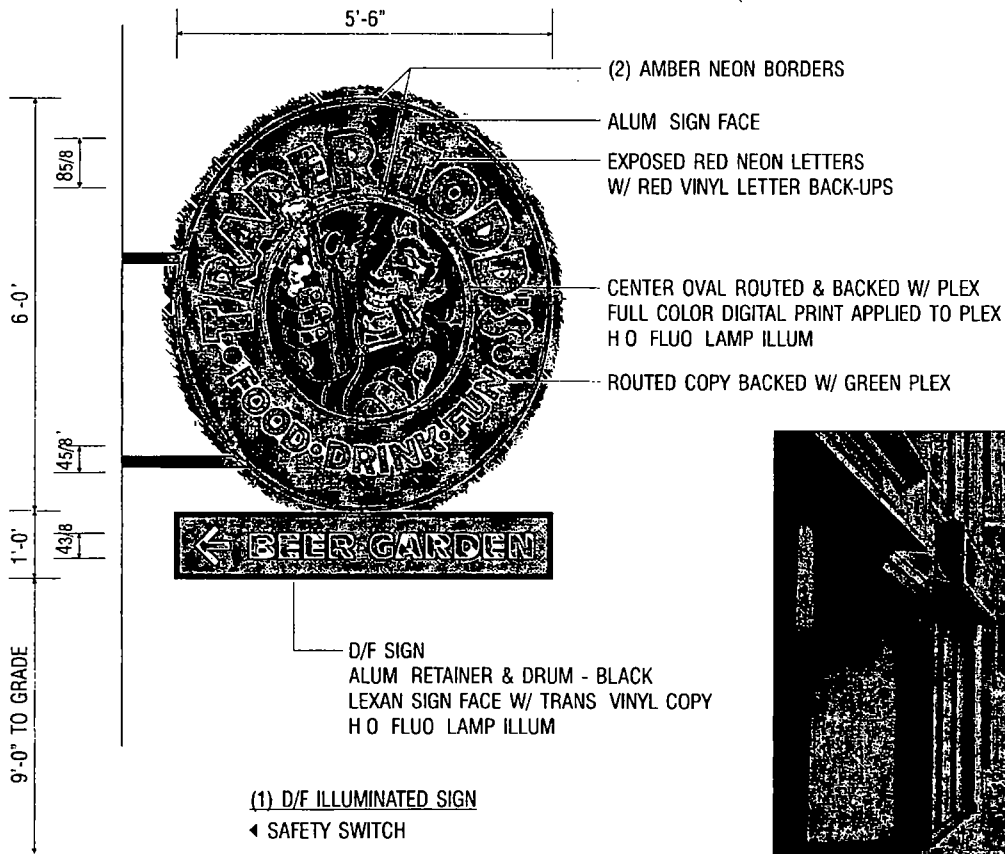 5'-6"
(2) AMBER NEON BORDERS
ALUM SIGN FACE
EXPOSED RED NEON LETTERS
W/ RED VINYL LETTER BACK-UPS
85/8
6'-0"
CENTER OVAL ROUTED & BACKED W/ PLEX
FULL COLOR DIGITAL PRINT APPLIED TO PLEX
H O FLUO LAMP ILLUM
ROUTED COPY BACKED W/ GREEN PLEX
• FOOD • DRINK • FUN •
45/8"
1'-0"
43/8
← BEER GARDEN
9'-0" TO GRADE
D/F SIGN
ALUM RETAINER & DRUM - BLACK
LEXAN SIGN FACE W/ TRANS VINYL COPY
H O FLUO LAMP ILLUM
(1) D/F ILLUMINATED SIGN
SAFETY SWITCH